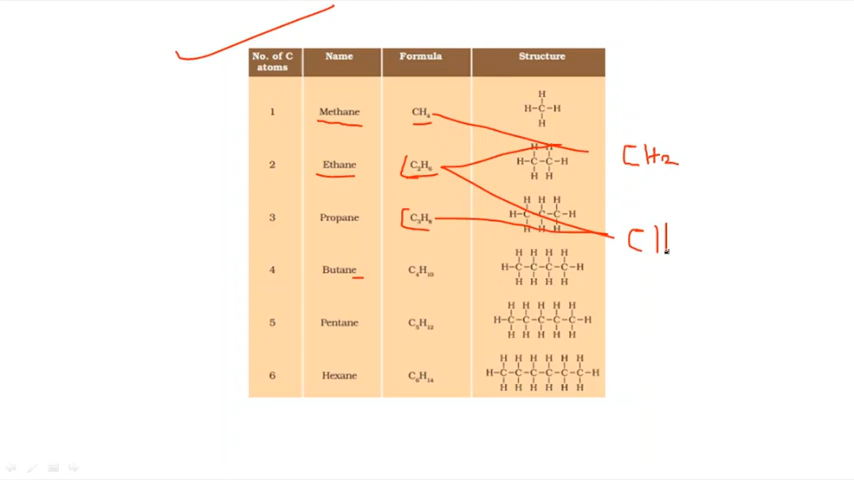 No. of C atoms Name Formula Structure
1 Methane CH₄ H
H-C-H
H
CH₂
2 Ethane C₂H₆ H H
H-C-C-H
H H
3 Propane C₃H₈ H H H
H-C-C-C-H
H H H
4 Butane C₄H₁₀ H H H H
H-C-C-C-C-H
H H H H
5 Pentane C₅H₁₂ H H H H H
H-C-C-C-C-C-H
H H H H H
6 Hexane C₆H₁₄ H H H H H H
H-C-C-C-C-C-C-H
H H H H H H